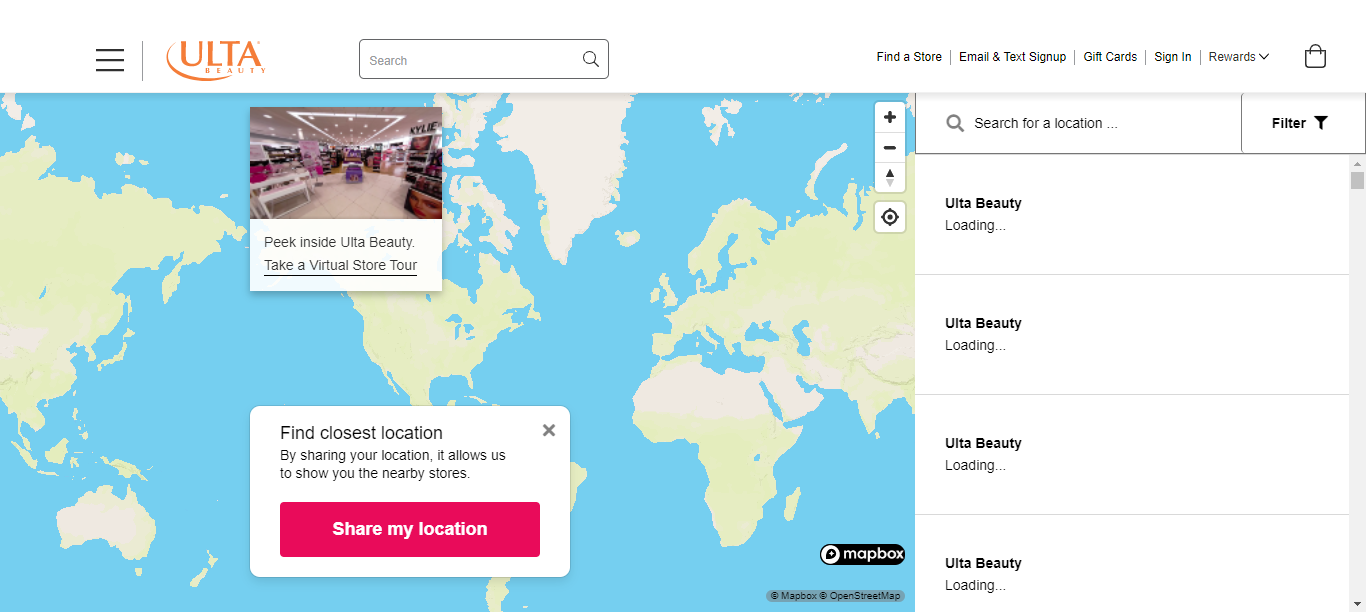 ULTA
BEAUTY
Search
Find a Store
Email & Text Signup
Gift Cards
Sign In
Rewards
KYLIE
Peek inside Ulta Beauty.
Take a Virtual Store Tour
Search for a location ...
Filter
Ulta Beauty
Loading...
Ulta Beauty
Loading...
Ulta Beauty
Loading...
Ulta Beauty
Loading...
Find closest location
By sharing your location, it allows us
to show you the nearby stores.
Share my location
mapbox
© Mapbox © OpenStreetMap